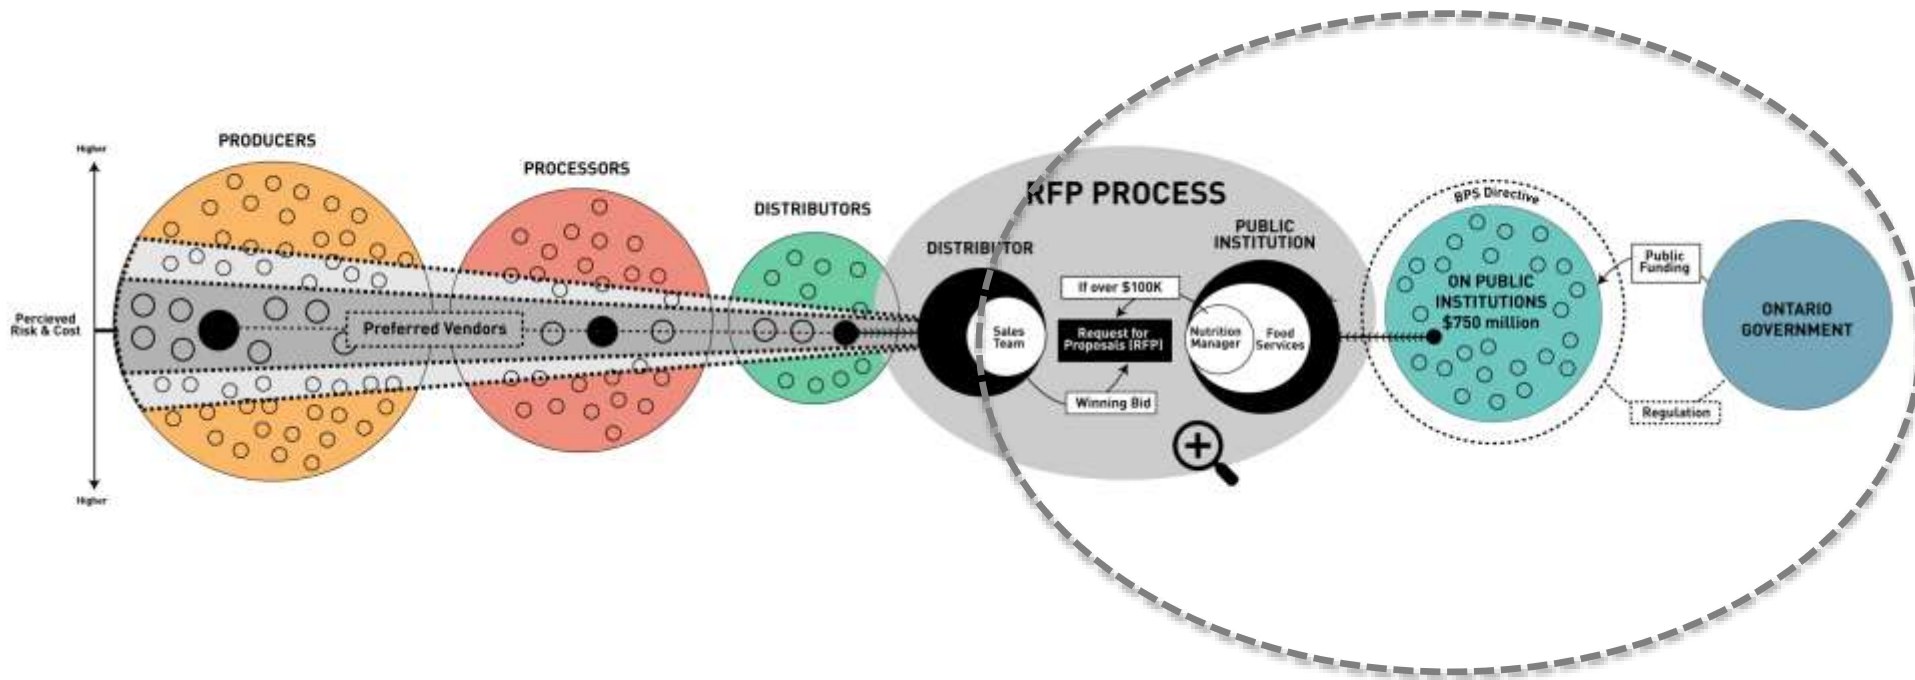 PRODUCERS
Higher
PROCESSORS
DISTRIBUTORS
Percieved
Risk & Cost
Preferred Vendors
Higher
RFP PROCESS
DISTRIBUTOR
PUBLIC
INSTITUTION
If over $100K
Sales
Team
Request for
Proposals (RFP)
Nutrition
Manager
Food
Services
Winning Bid
BPS Directive
ON PUBLIC
INSTITUTIONS
$750 million
Public
Funding
Regulation
ONTARIO
GOVERNMENT